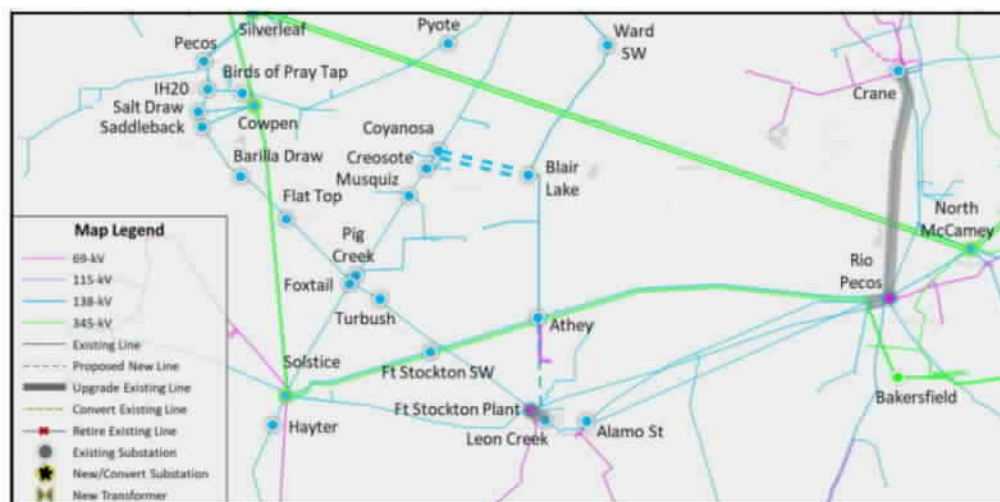 Silverleaf
Pyote
Ward
SW
Pecos
Birds of Pray Tap
IH20
Salt Draw
Saddleback
Cowpen
Crane
Coyanosa
Creosote
Musquiz
Barilla Draw
Blair
Lake
Flat Top
North
McCamey
Pig
Creek
Rio
Pecos
Foxtail
Turbush
Athey
Solstice
Ft Stockton SW
Bakersfield
Ft Stockton Plant
Leon Creek
Alamo St
Hayter
Map Legend
69-kV
115-kV
138-kV
345-kV
Existing Line
Proposed New Line
Upgrade Existing Line
Convert Existing Line
Retire Existing Line
Existing Substation
New/Convert Substation
New Transformer